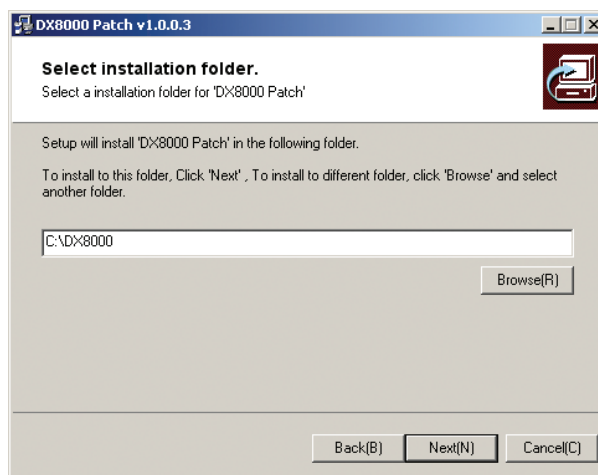 DX8000 Patch v1.0.0.3
Select installation folder.
Select a installation folder for 'DX8000 Patch'
Setup will install 'DX8000 Patch' in the following folder.
To install to this folder, Click 'Next' , To install to different folder, click 'Browse' and select
another folder.
C:\DX8000
Browse(R)
Back(B) Next(N) Cancel(C)